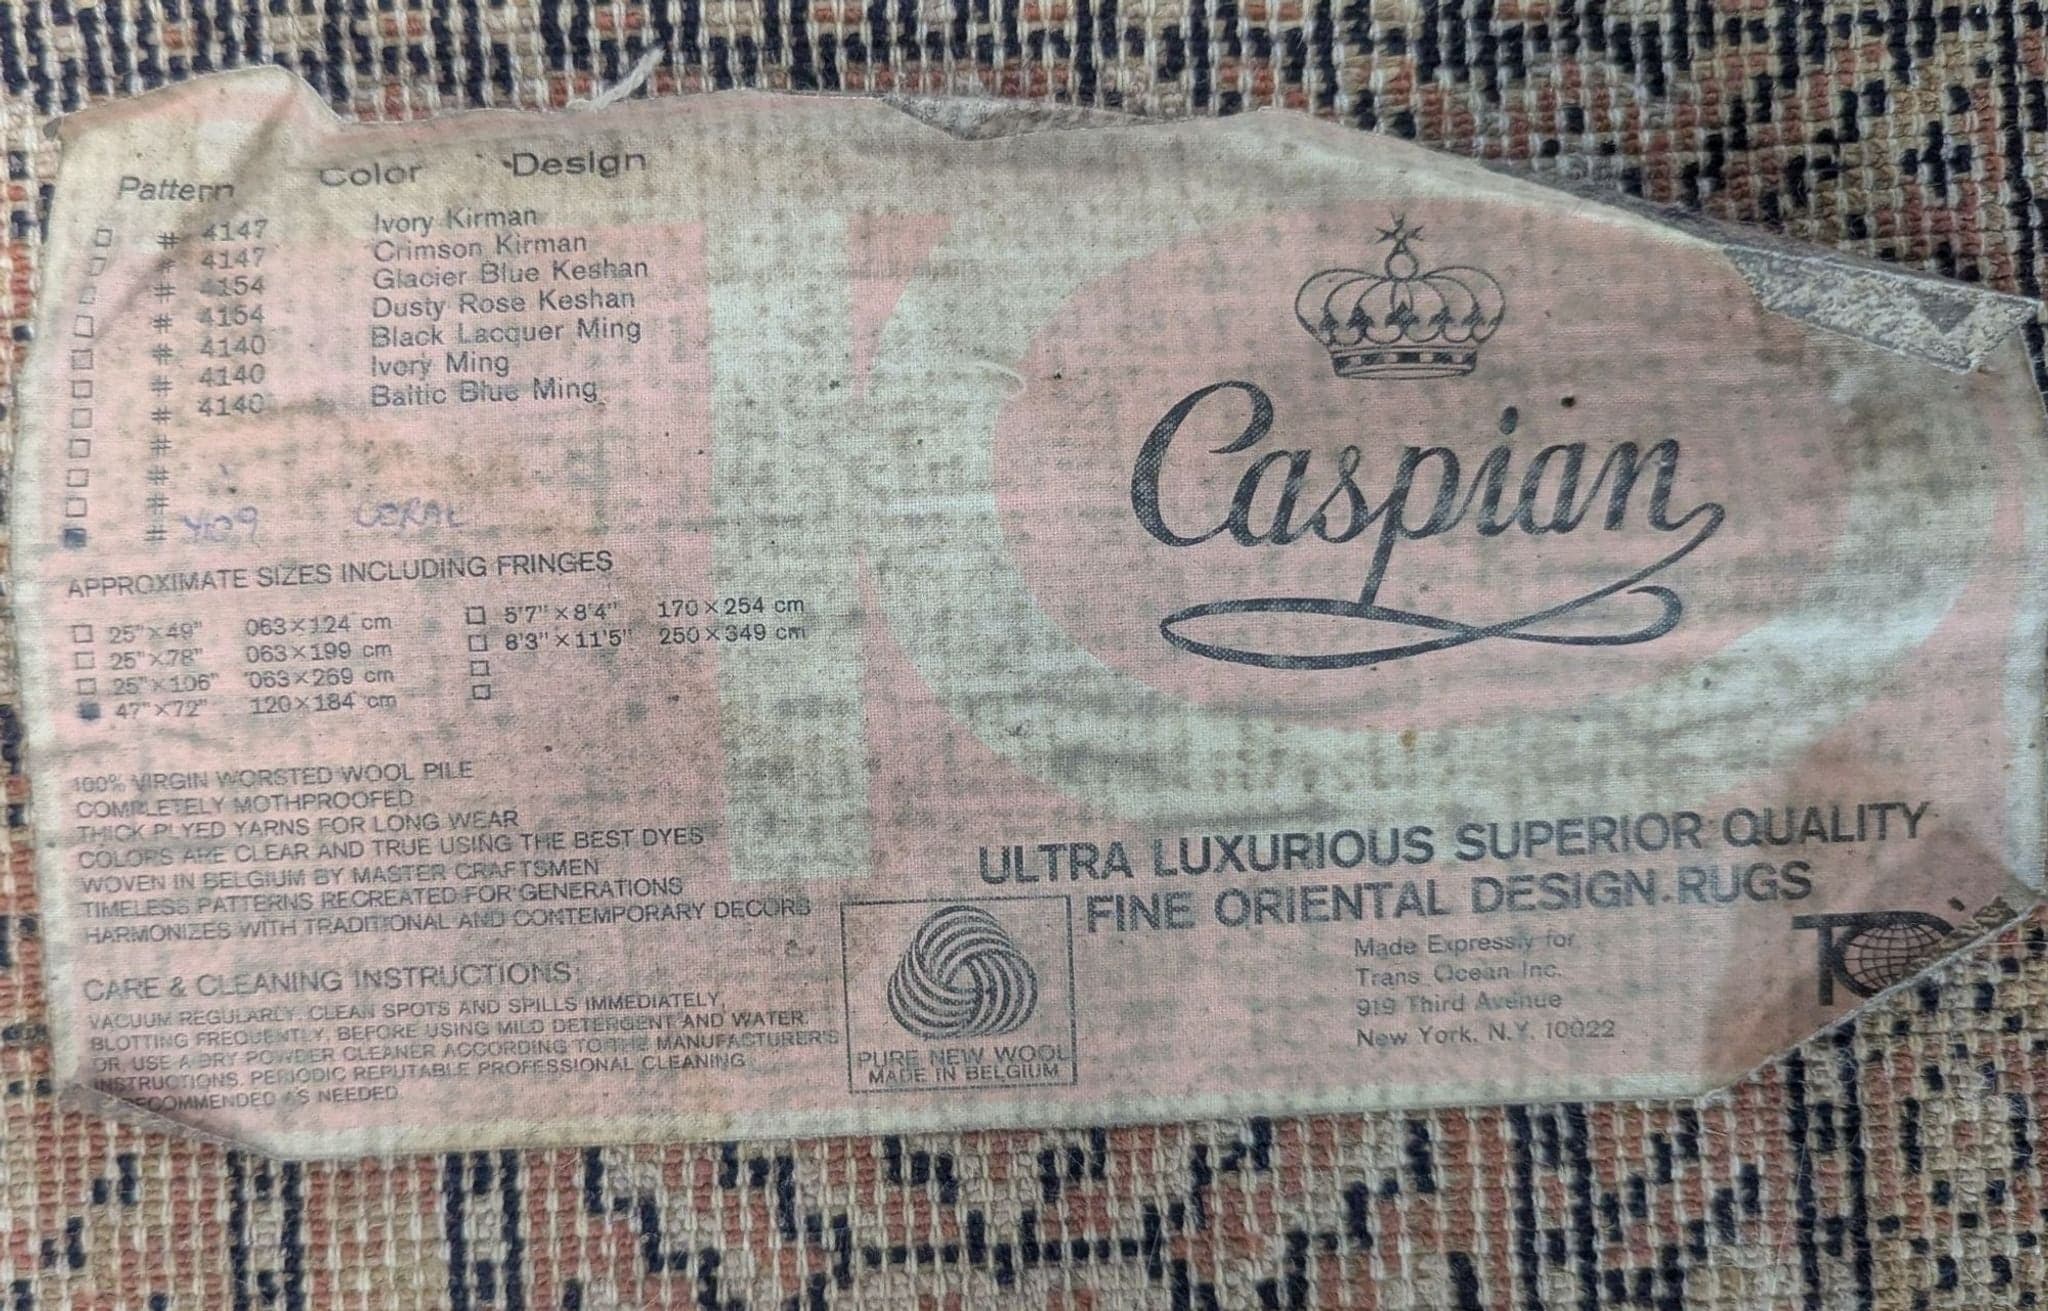 Pattern Color Design
☐ # 4147 Ivory Kirman
☐ # 4147 Crimson Kirman
☐ # 4154 Glacier Blue Keshan
☐ # 4154 Dusty Rose Keshan
☐ # 4140 Black Lacquer Ming
☐ # 4140 Ivory Ming
☐ # 4140 Baltic Blue Ming
☐ #
☐ #
☐ #
■ #
APPROXIMATE SIZES INCLUDING FRINGES
☐ 25" × 49" 063 × 124 cm ☐ 5'7" × 8'4" 170 × 254 cm
☐ 25" × 78" 063 × 199 cm ☐ 8'3" × 11'5" 250 × 349 cm
☐ 25" × 106" 063 × 269 cm ☐
■ 47" × 72" 120 × 184 cm ☐
100% VIRGIN WORSTED WOOL PILE
COMPLETELY MOTHPROOFED
THICK PLYED YARNS FOR LONG WEAR
COLORS ARE CLEAR AND TRUE USING THE BEST DYES
WOVEN IN BELGIUM BY MASTER CRAFTSMEN
TIMELESS PATTERNS RECREATED FOR GENERATIONS
HARMONIZES WITH TRADITIONAL AND CONTEMPORARY DECORS
CARE & CLEANING INSTRUCTIONS:
VACUUM REGULARLY, CLEAN SPOTS AND SPILLS IMMEDIATELY,
BLOTTING FREQUENTLY, BEFORE USING MILD DETERGENT AND WATER
OR USE A DRY POWDER CLEANER ACCORDING TO THE MANUFACTURER'S
INSTRUCTIONS. PERIODIC REPUTABLE PROFESSIONAL CLEANING
RECOMMENDED AS NEEDED
PURE NEW WOOL
MADE IN BELGIUM
Caspian
ULTRA LUXURIOUS SUPERIOR QUALITY
FINE ORIENTAL DESIGN RUGS
Made Expressly for
Trans Ocean Inc.
919 Third Avenue
New York, N.Y. 10022